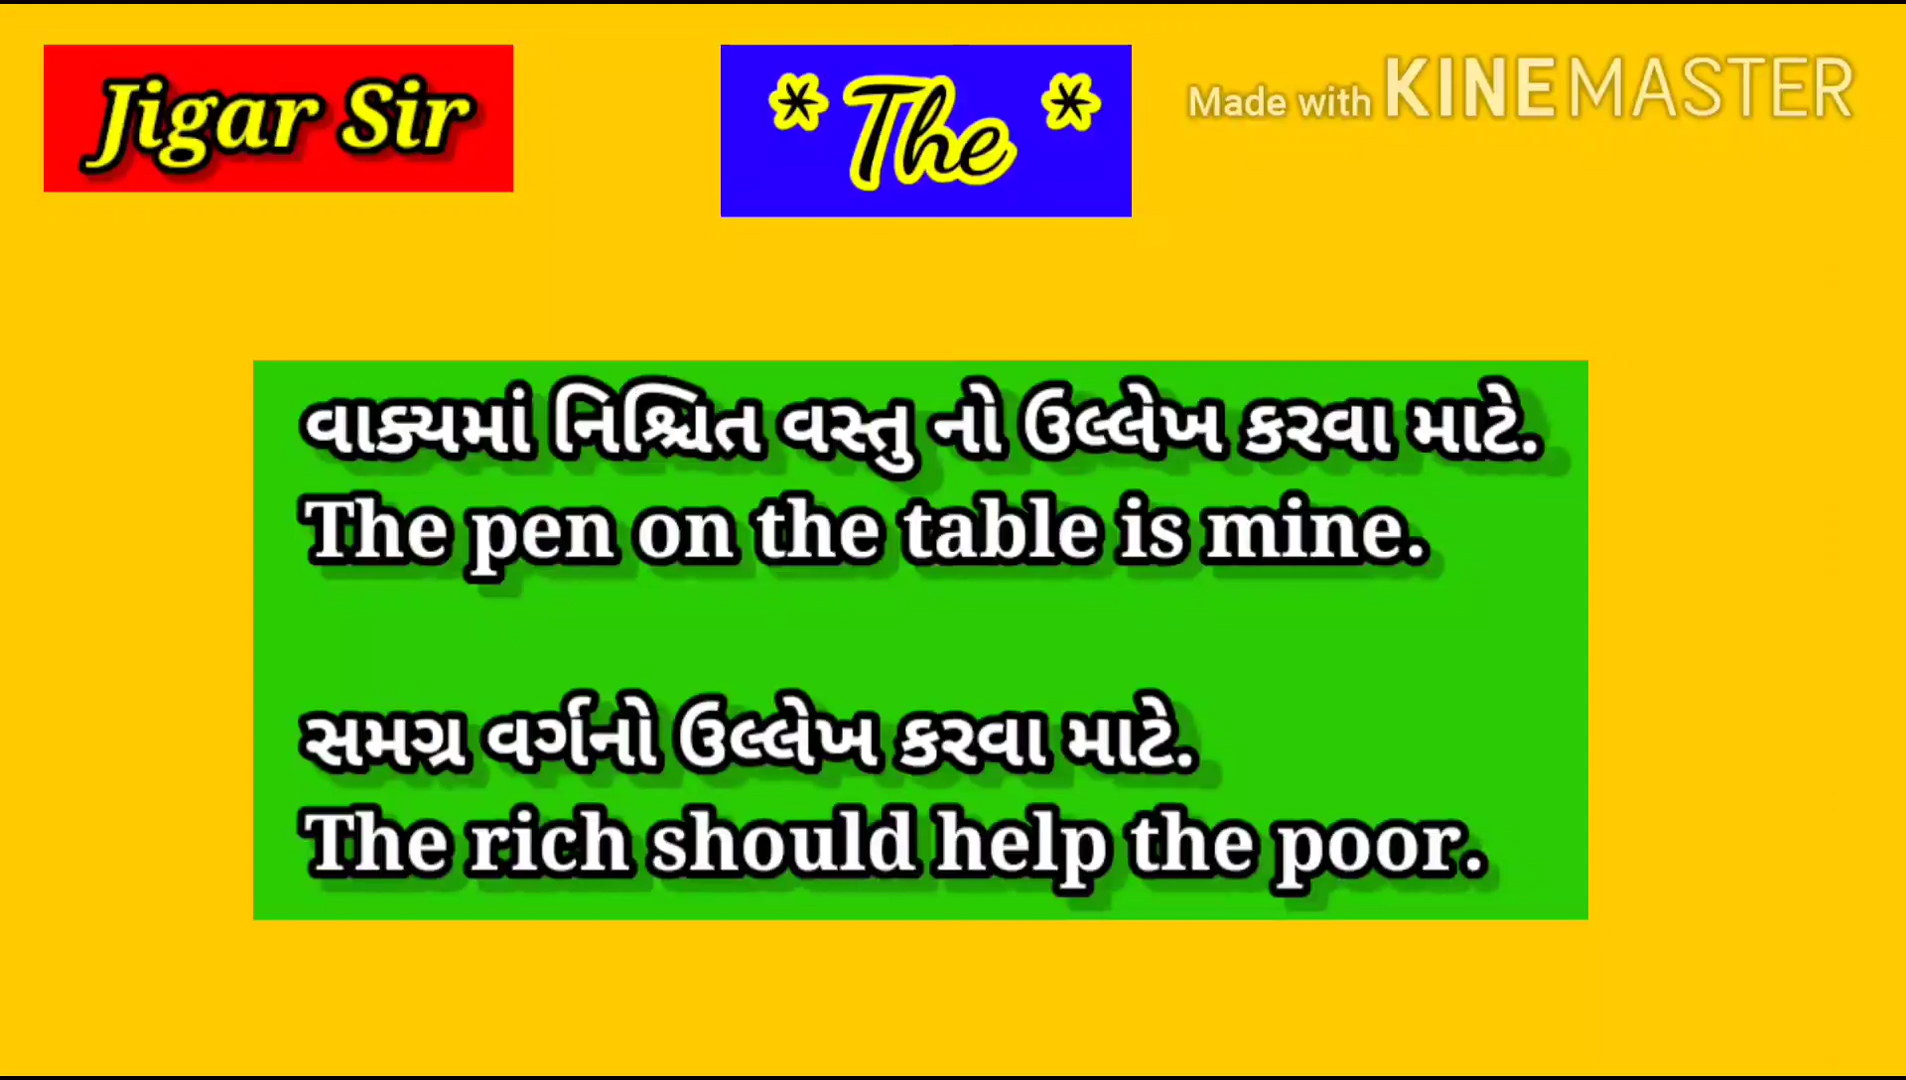 Jigar Sir
* The *
Made with KINEMASTER
વાક્યમાં નિશ્ચિત વસ્તુ નો ઉલ્લેખ કરવા માટે.
The pen on the table is mine.
સમગ્ર વર્ગનો ઉલ્લેખ કરવા માટે.
The rich should help the poor.